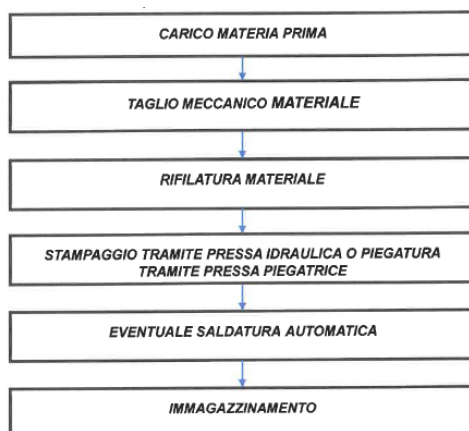 CARICO MATERIA PRIMA
TAGLIO MECCANICO MATERIALE
RIFILATURA MATERIALE
STAMPAGGIO TRAMITE PRESSA IDRAULICA O PIEGATURA
TRAMITE PRESSA PIEGATRICE
EVENTUALE SALDATURA AUTOMATICA
IMMAGAZZINAMENTO